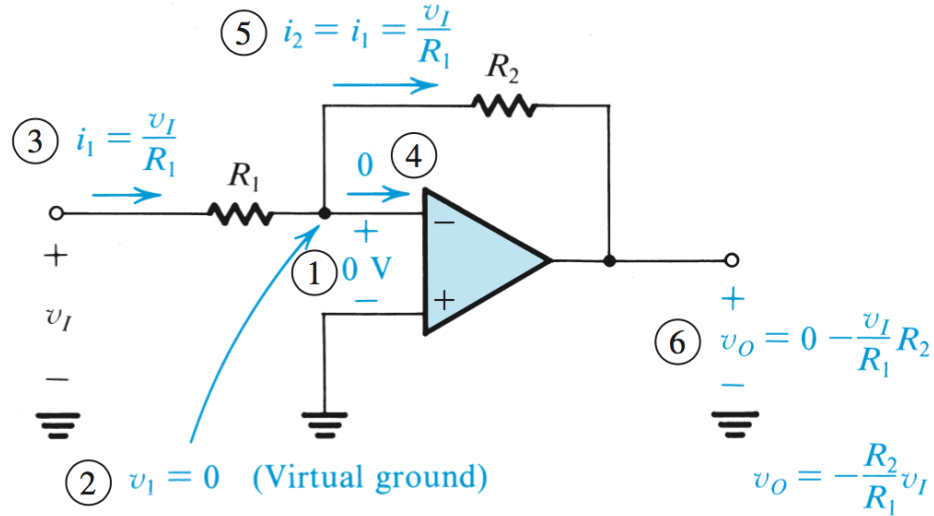 ⑤ i₂ = i₁ = v_I/R₁
R₂
③ i₁ = v_I/R₁
R₁
0 ④
−
+
① 0 V
−
+
+
v_I
−
+
⑥ v_O = 0 − v_I/R₁ R₂
−
② v₁ = 0 (Virtual ground)
v_O = − R₂/R₁ v_I